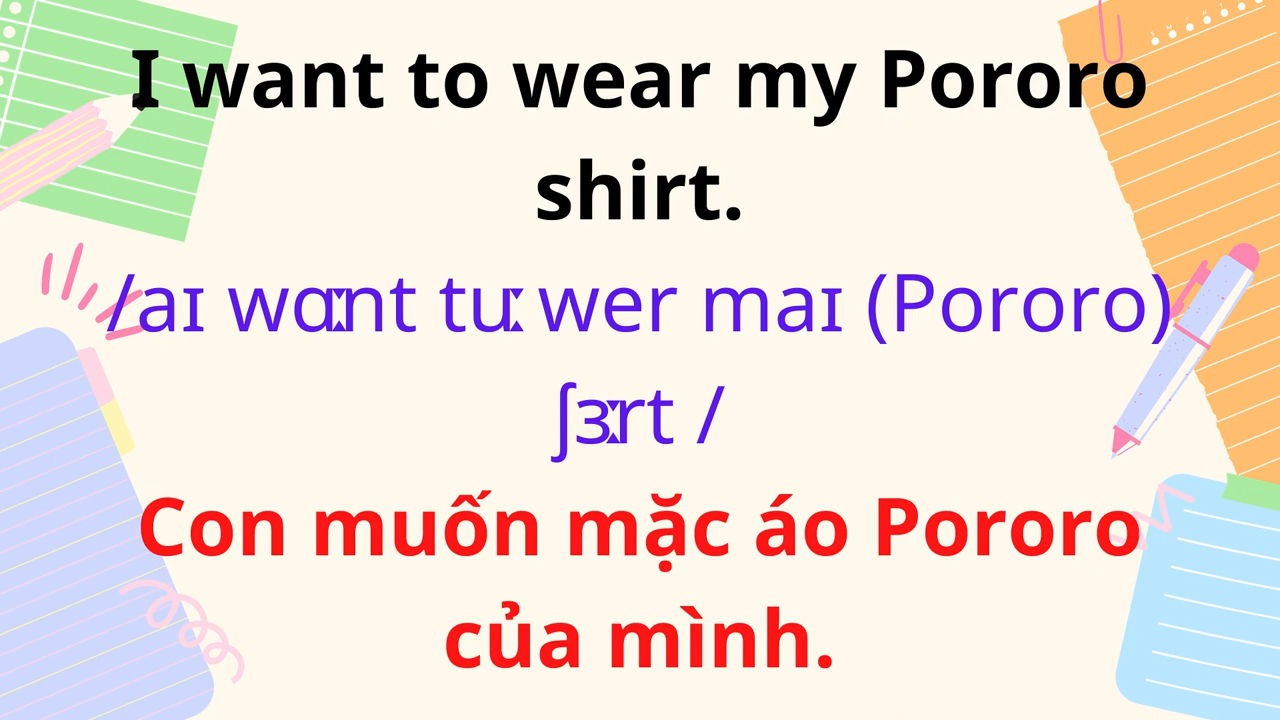 I want to wear my Pororo
shirt.
/aɪ wɑːnt tuː wer maɪ (Pororo)
ʃɜːrt /
Con muốn mặc áo Pororo
của mình.